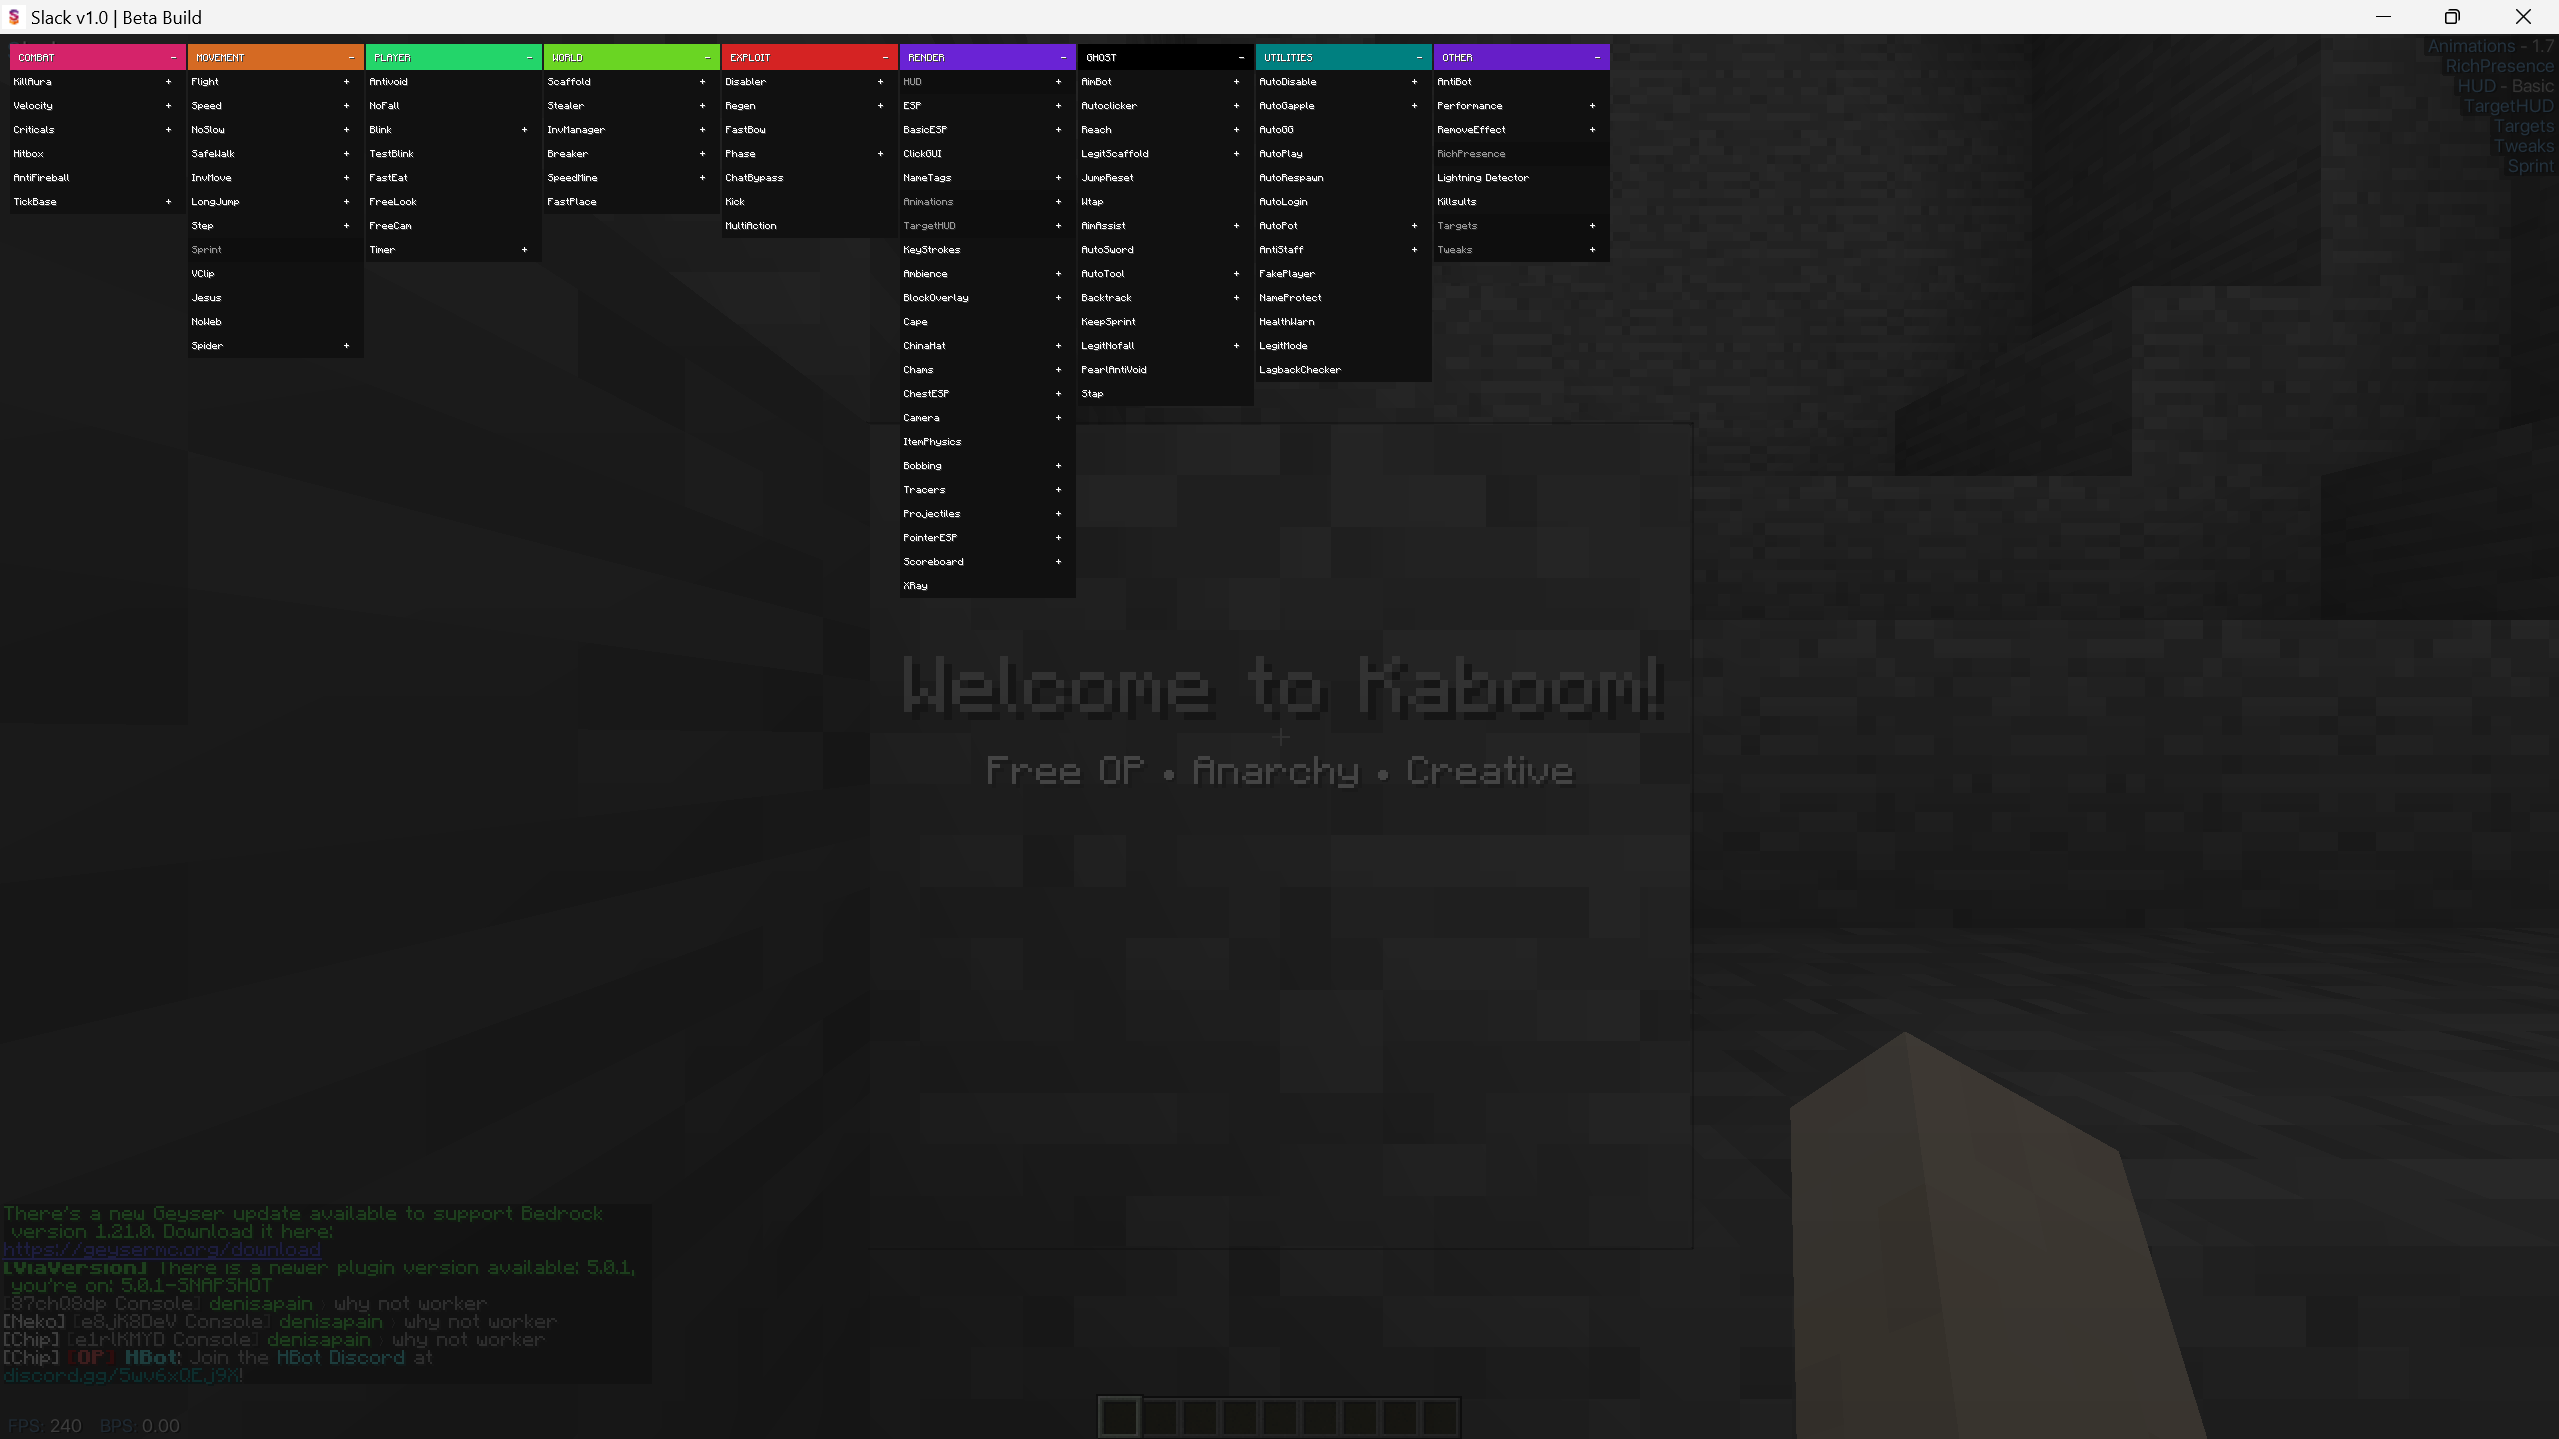 Slack v1.0 | Beta Build
COMBAT
KillAura
Velocity
Criticals
Hitbox
AntiFireball
TickBase
MOVEMENT
Flight
Speed
NoSlow
SafeWalk
InvMove
LongJump
Step
Sprint
VClip
Jesus
NoWeb
Spider
PLAYER
Antivoid
NoFall
Blink
TestBlink
FastEat
FreeLook
FreeCam
Timer
WORLD
Scaffold
Stealer
InvManager
Breaker
SpeedMine
FastPlace
EXPLOIT
Disabler
Regen
FastBow
Phase
ChatBypass
Kick
MultiAction
RENDER
HUD
ESP
BasicESP
ClickGUI
NameTags
Animations
TargetHUD
KeyStrokes
Ambience
BlockOverlay
Cape
ChinaHat
Chams
ChestESP
Camera
ItemPhysics
Bobbing
Tracers
Projectiles
PointerESP
Scoreboard
XRay
GHOST
AimBot
Autoclicker
Reach
LegitScaffold
JumpReset
Wtap
AimAssist
AutoSword
AutoTool
Backtrack
KeepSprint
LegitNofall
PearlAntiVoid
Stap
UTILITIES
AutoDisable
AutoGapple
AutoGG
AutoPlay
AutoRespawn
AutoLogin
AutoPot
AntiStaff
FakePlayer
NameProtect
HealthWarn
LegitMode
LagbackChecker
OTHER
AntiBot
Performance
RemoveEffect
RichPresence
Lightning Detector
Killsults
Targets
Tweaks
Animations - 1.7
RichPresence
HUD - Basic
TargetHUD
Targets
Tweaks
Sprint
Welcome to Kaboom!
Free OP • Anarchy • Creative
There's a new Geyser update available to support Bedrock
version 1.21.0. Download it here:
https://geysermc.org/download
[ViaVersion] There is a newer plugin version available: 5.0.1,
you're on: 5.0.1-SNAPSHOT
[87chQ8dp Console] denisapain › why not worker
[Neko] [e8jK8DeV Console] denisapain › why not worker
[Chip] [e1rlKMYD Console] denisapain › why not worker
[Chip] [OP] HBot: Join the HBot Discord at
discord.gg/5wv6xQEj9X!
FPS: 240 BPS: 0.00